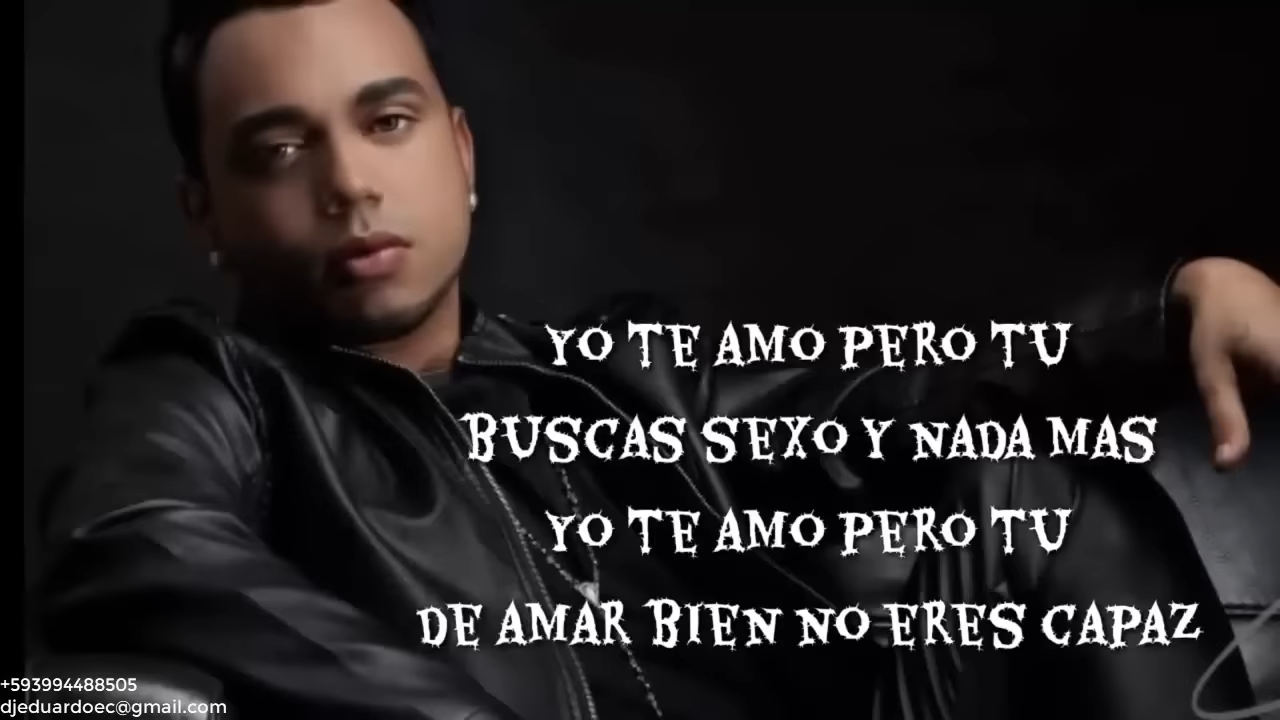 YO TE AMO PERO TU
BUSCAS SEXO Y NADA MAS
YO TE AMO PERO TU
DE AMAR BIEN NO ERES CAPAZ
+593994488505
djeduardoec@gmail.com